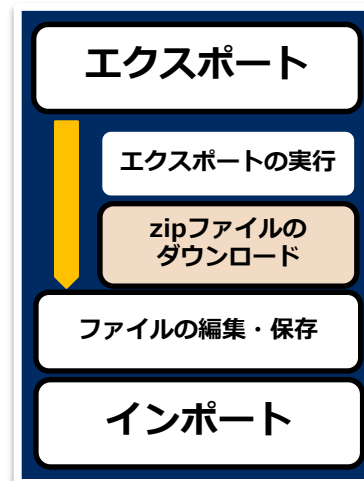 エクスポート
エクスポートの実行
zipファイルの
ダウンロード
ファイルの編集・保存
インポート